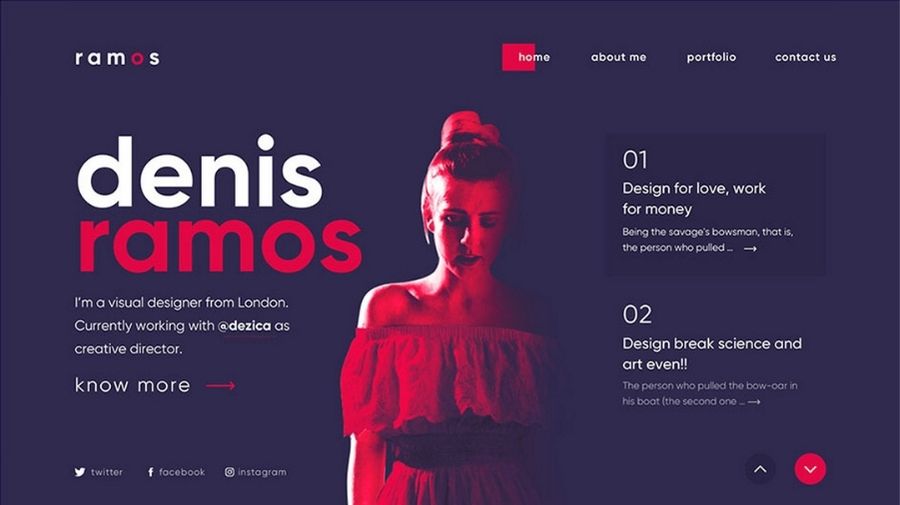 ramos
home
about me
portfolio
contact us
denis
ramos
I'm a visual designer from London.
Currently working with @dezica as
creative director.
know more
twitter
facebook
instagram
01
Design for love, work
for money
Being the savage's bowsman, that is,
the person who pulled ...
02
Design break science and
art even!!
The person who pulled the bow-oar in
his boat (the second one ...